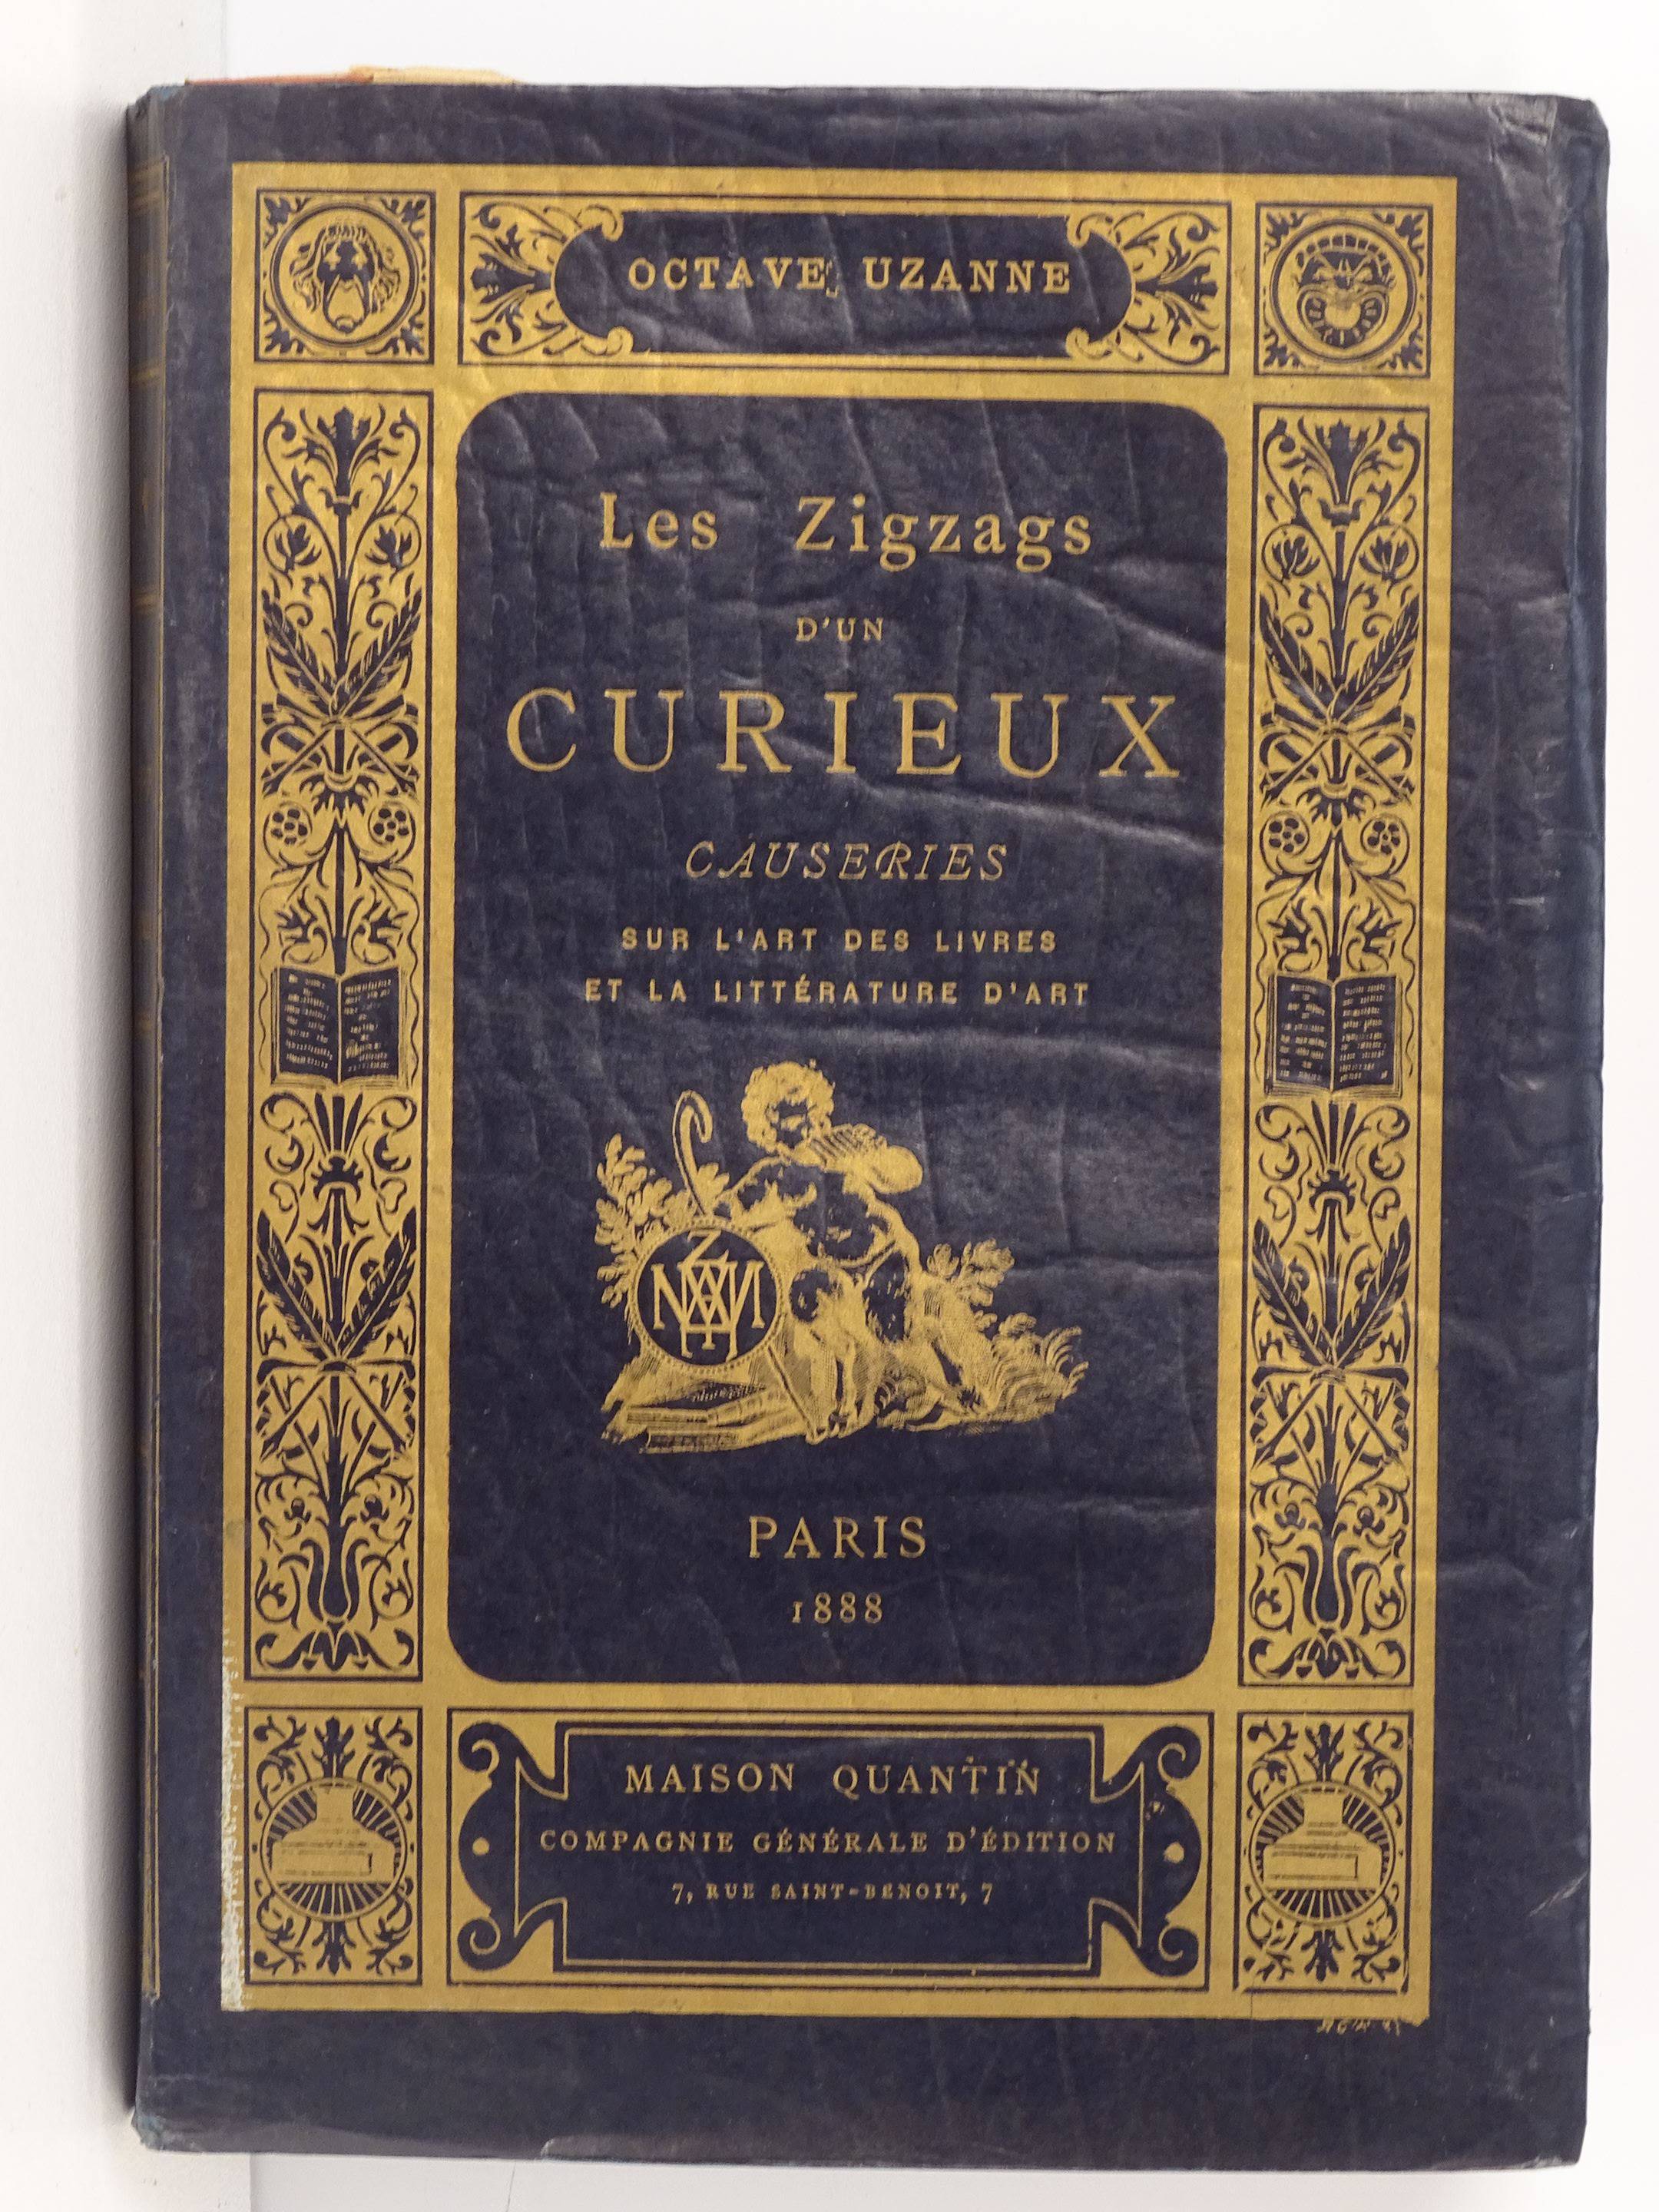 OCTAVE UZANNE
Les Zigzags
D'UN
CURIEUX
CAUSERIES
SUR L'ART DES LIVRES
ET LA LITTÉRATURE D'ART
PARIS
1888
MAISON QUANTIN
COMPAGNIE GÉNÉRALE D'ÉDITION
7, RUE SAINT-BENOIT, 7